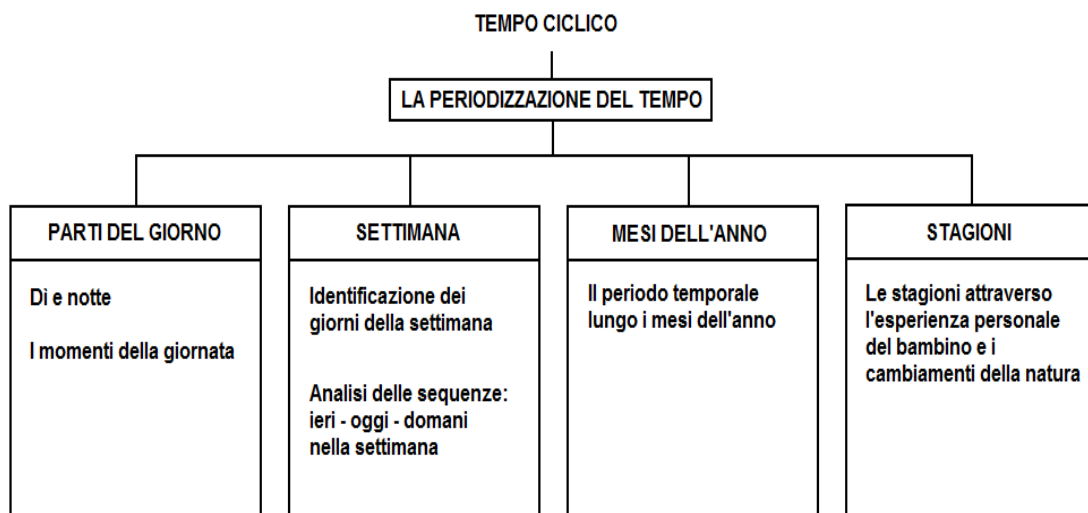 TEMPO CICLICO
LA PERIODIZZAZIONE DEL TEMPO
PARTI DEL GIORNO
Dì e notte
I momenti della giornata
SETTIMANA
Identificazione dei
giorni della settimana
Analisi delle sequenze:
ieri - oggi - domani
nella settimana
MESI DELL'ANNO
Il periodo temporale
lungo i mesi dell'anno
STAGIONI
Le stagioni attraverso
l'esperienza personale
del bambino e i
cambiamenti della natura